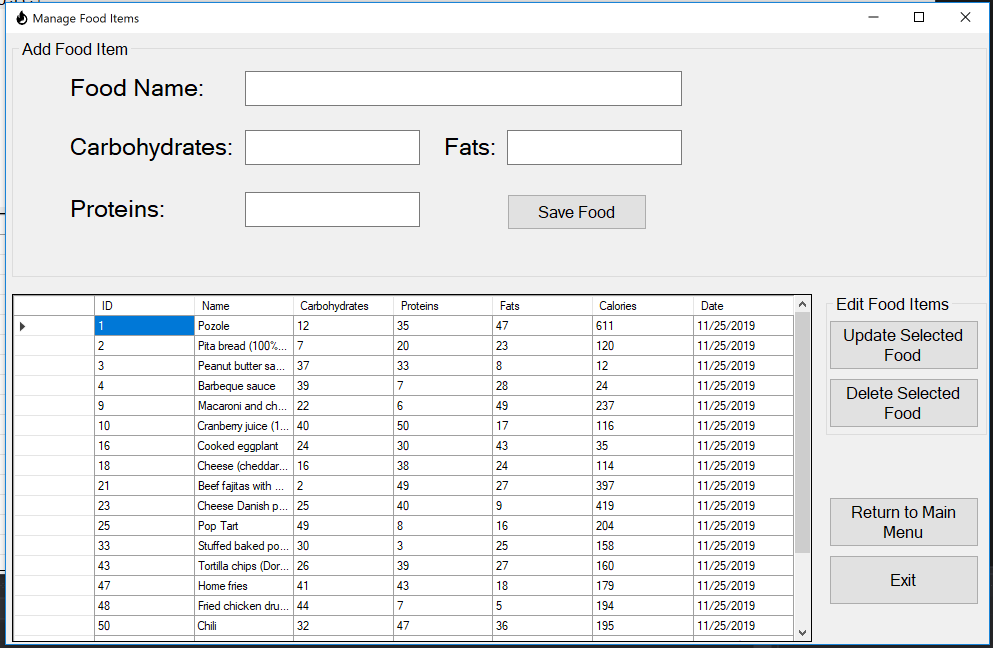 Manage Food Items
Add Food Item
Food Name:
Carbohydrates: Fats:
Proteins: Save Food
ID Name Carbohydrates Proteins Fats Calories Date
1 Pozole 12 35 47 611 11/25/2019
2 Pita bread (100%... 7 20 23 120 11/25/2019
3 Peanut butter sa... 37 33 8 12 11/25/2019
4 Barbeque sauce 39 7 28 24 11/25/2019
9 Macaroni and ch... 22 6 49 237 11/25/2019
10 Cranberry juice (1... 40 50 17 116 11/25/2019
16 Cooked eggplant 24 30 43 35 11/25/2019
18 Cheese (cheddar... 16 38 24 114 11/25/2019
21 Beef fajitas with ... 2 49 27 397 11/25/2019
23 Cheese Danish p... 25 40 9 419 11/25/2019
25 Pop Tart 49 8 16 204 11/25/2019
33 Stuffed baked po... 30 3 25 158 11/25/2019
43 Tortilla chips (Dor... 26 39 27 160 11/25/2019
47 Home fries 41 43 18 179 11/25/2019
48 Fried chicken dru... 44 7 5 194 11/25/2019
50 Chili 32 47 36 195 11/25/2019
Edit Food Items
Update Selected
Food
Delete Selected
Food
Return to Main
Menu
Exit